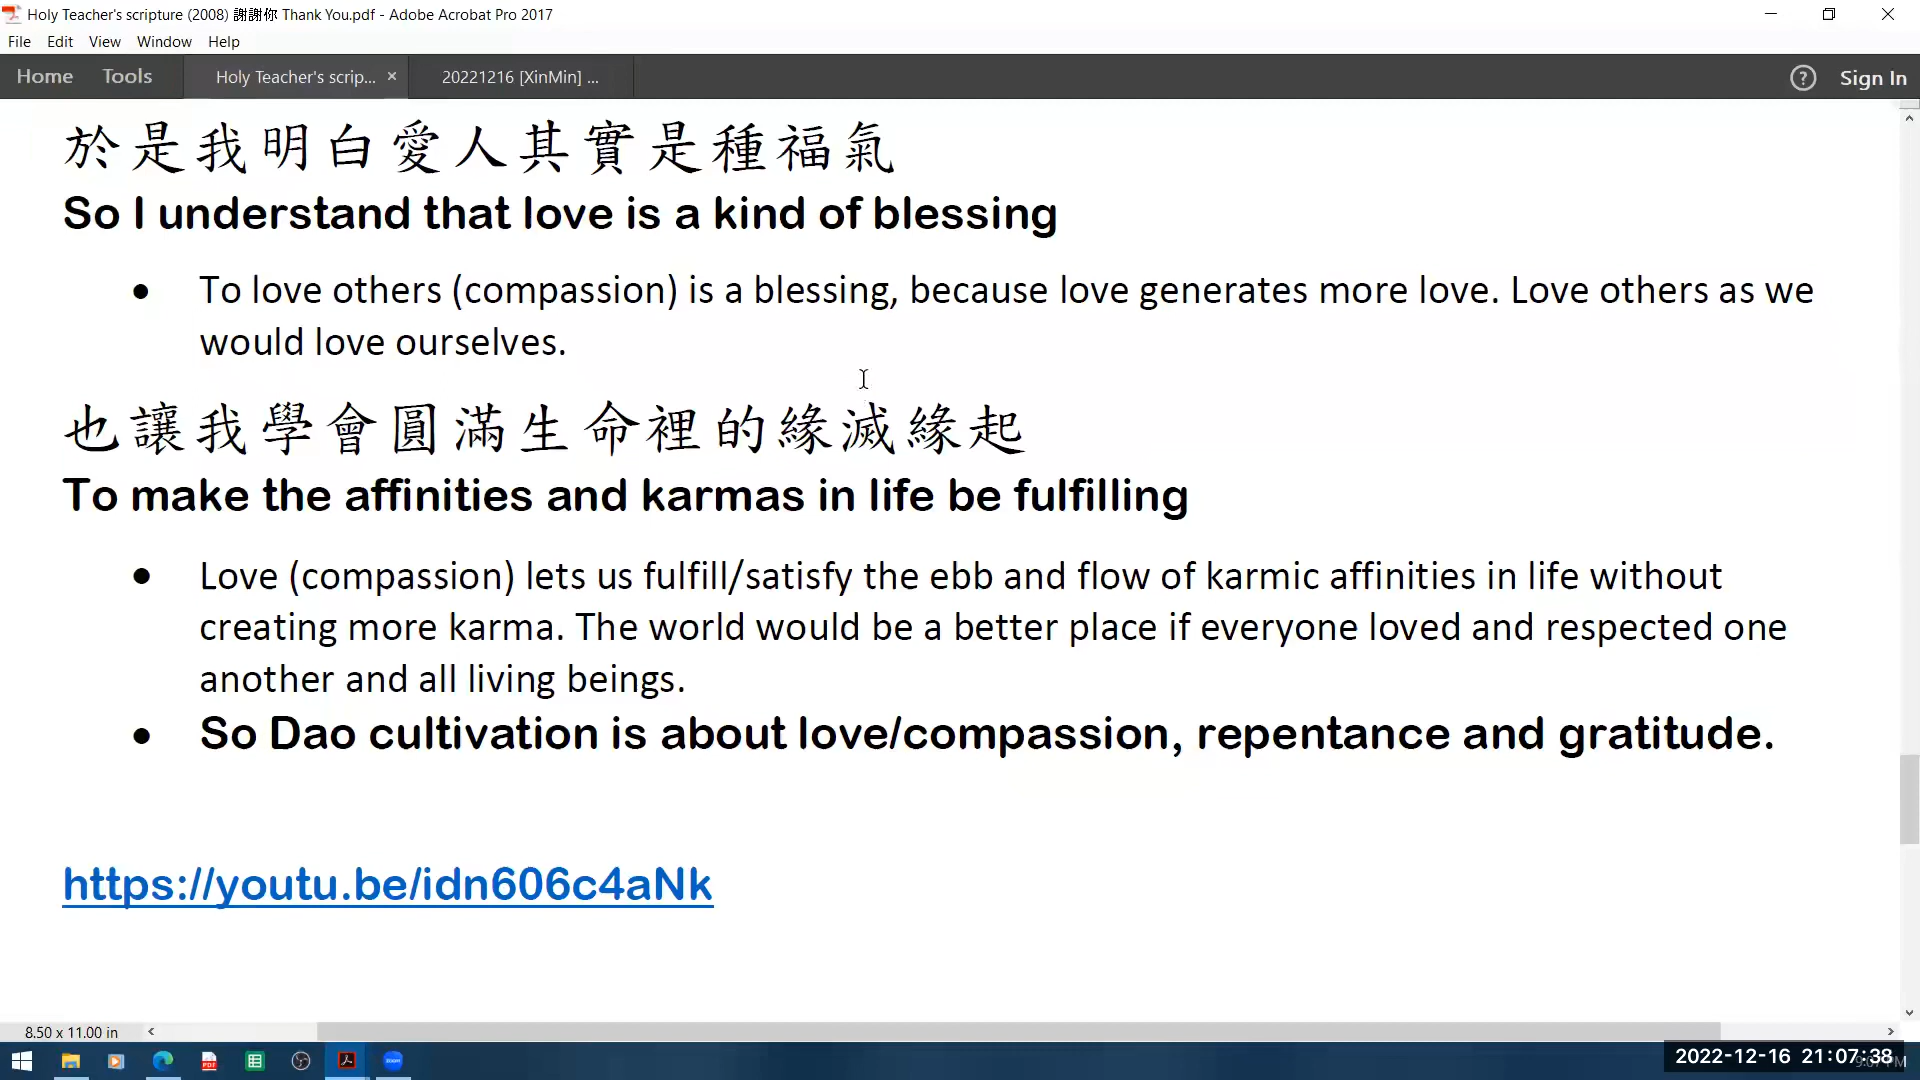 Holy Teacher's scripture (2008) 謝謝你 Thank You.pdf - Adobe Acrobat Pro 2017
File Edit View Window Help
Home Tools Holy Teacher's scrip... × 20221216 [XinMin] ... ? Sign In
於是我明白愛人其實是種福氣
So I understand that love is a kind of blessing
• To love others (compassion) is a blessing, because love generates more love. Love others as we
would love ourselves.
也讓我學會圓滿生命裡的緣滅緣起
To make the affinities and karmas in life be fulfilling
• Love (compassion) lets us fulfill/satisfy the ebb and flow of karmic affinities in life without
creating more karma. The world would be a better place if everyone loved and respected one
another and all living beings.
• So Dao cultivation is about love/compassion, repentance and gratitude.
https://youtu.be/idn606c4aNk
8.50 x 11.00 in
2022-12-16 21:07:38